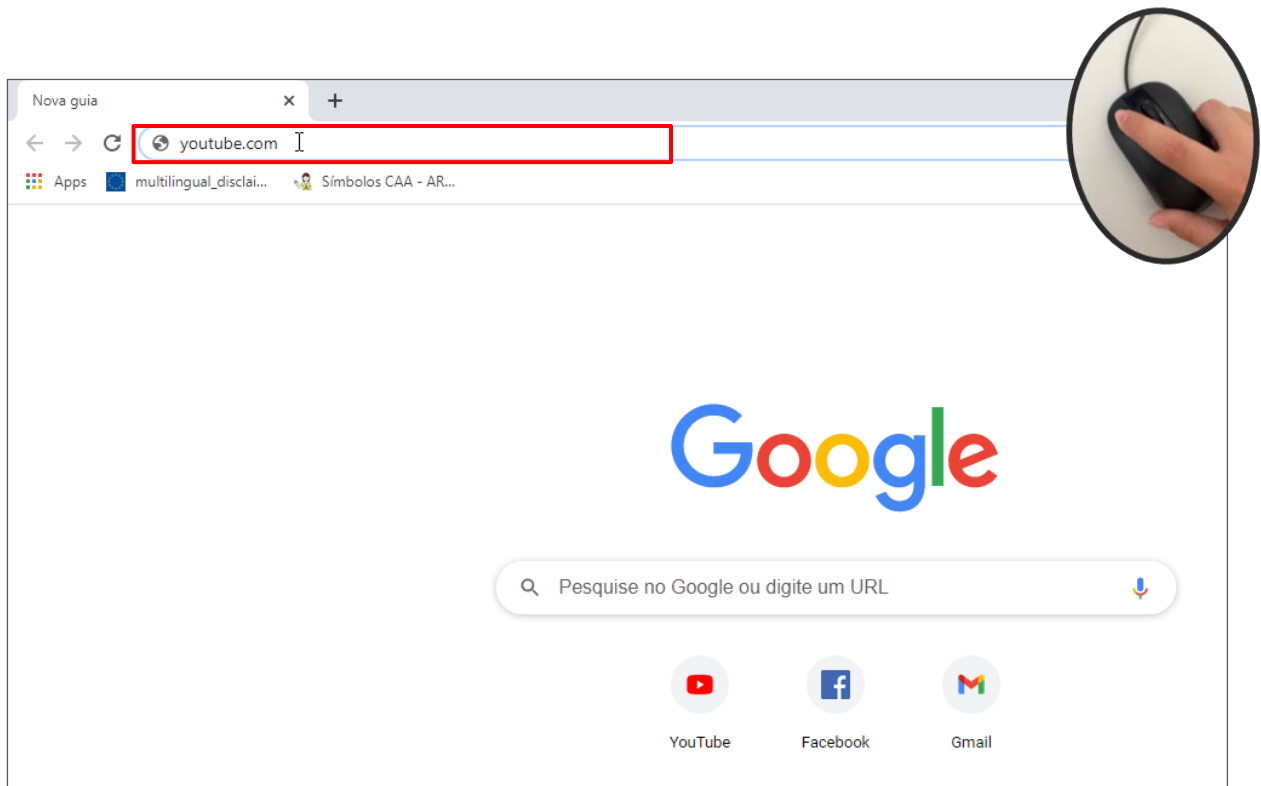 Nova guia
youtube.com
Apps multilingual_disclai... Símbolos CAA - AR...
Google
Pesquise no Google ou digite um URL
YouTube Facebook Gmail